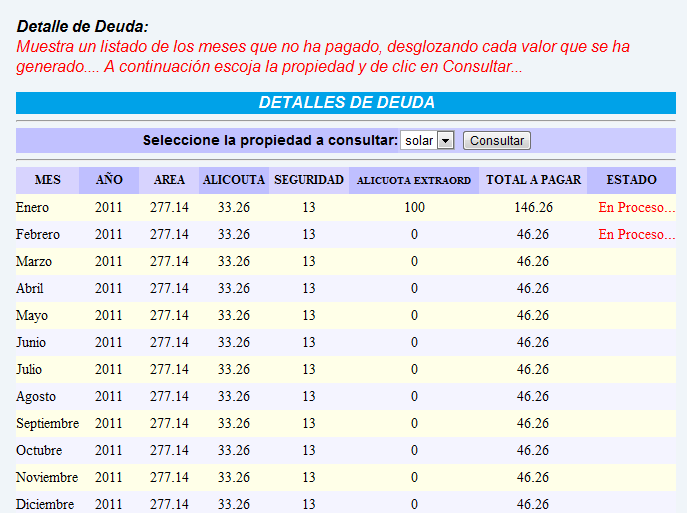 Detalle de Deuda:
Muestra un listado de los meses que no ha pagado, desglozando cada valor que se ha
generado.... A continuación escoja la propiedad y de clic en Consultar...
DETALLES DE DEUDA
Seleccione la propiedad a consultar: solar Consultar
MES AÑO AREA ALICOUTA SEGURIDAD ALICUOTA EXTRAORD TOTAL A PAGAR ESTADO
Enero 2011 277.14 33.26 13 100 146.26 En Proceso...
Febrero 2011 277.14 33.26 13 0 46.26 En Proceso...
Marzo 2011 277.14 33.26 13 0 46.26
Abril 2011 277.14 33.26 13 0 46.26
Mayo 2011 277.14 33.26 13 0 46.26
Junio 2011 277.14 33.26 13 0 46.26
Julio 2011 277.14 33.26 13 0 46.26
Agosto 2011 277.14 33.26 13 0 46.26
Septiembre 2011 277.14 33.26 13 0 46.26
Octubre 2011 277.14 33.26 13 0 46.26
Noviembre 2011 277.14 33.26 13 0 46.26
Diciembre 2011 277.14 33.26 13 0 46.26